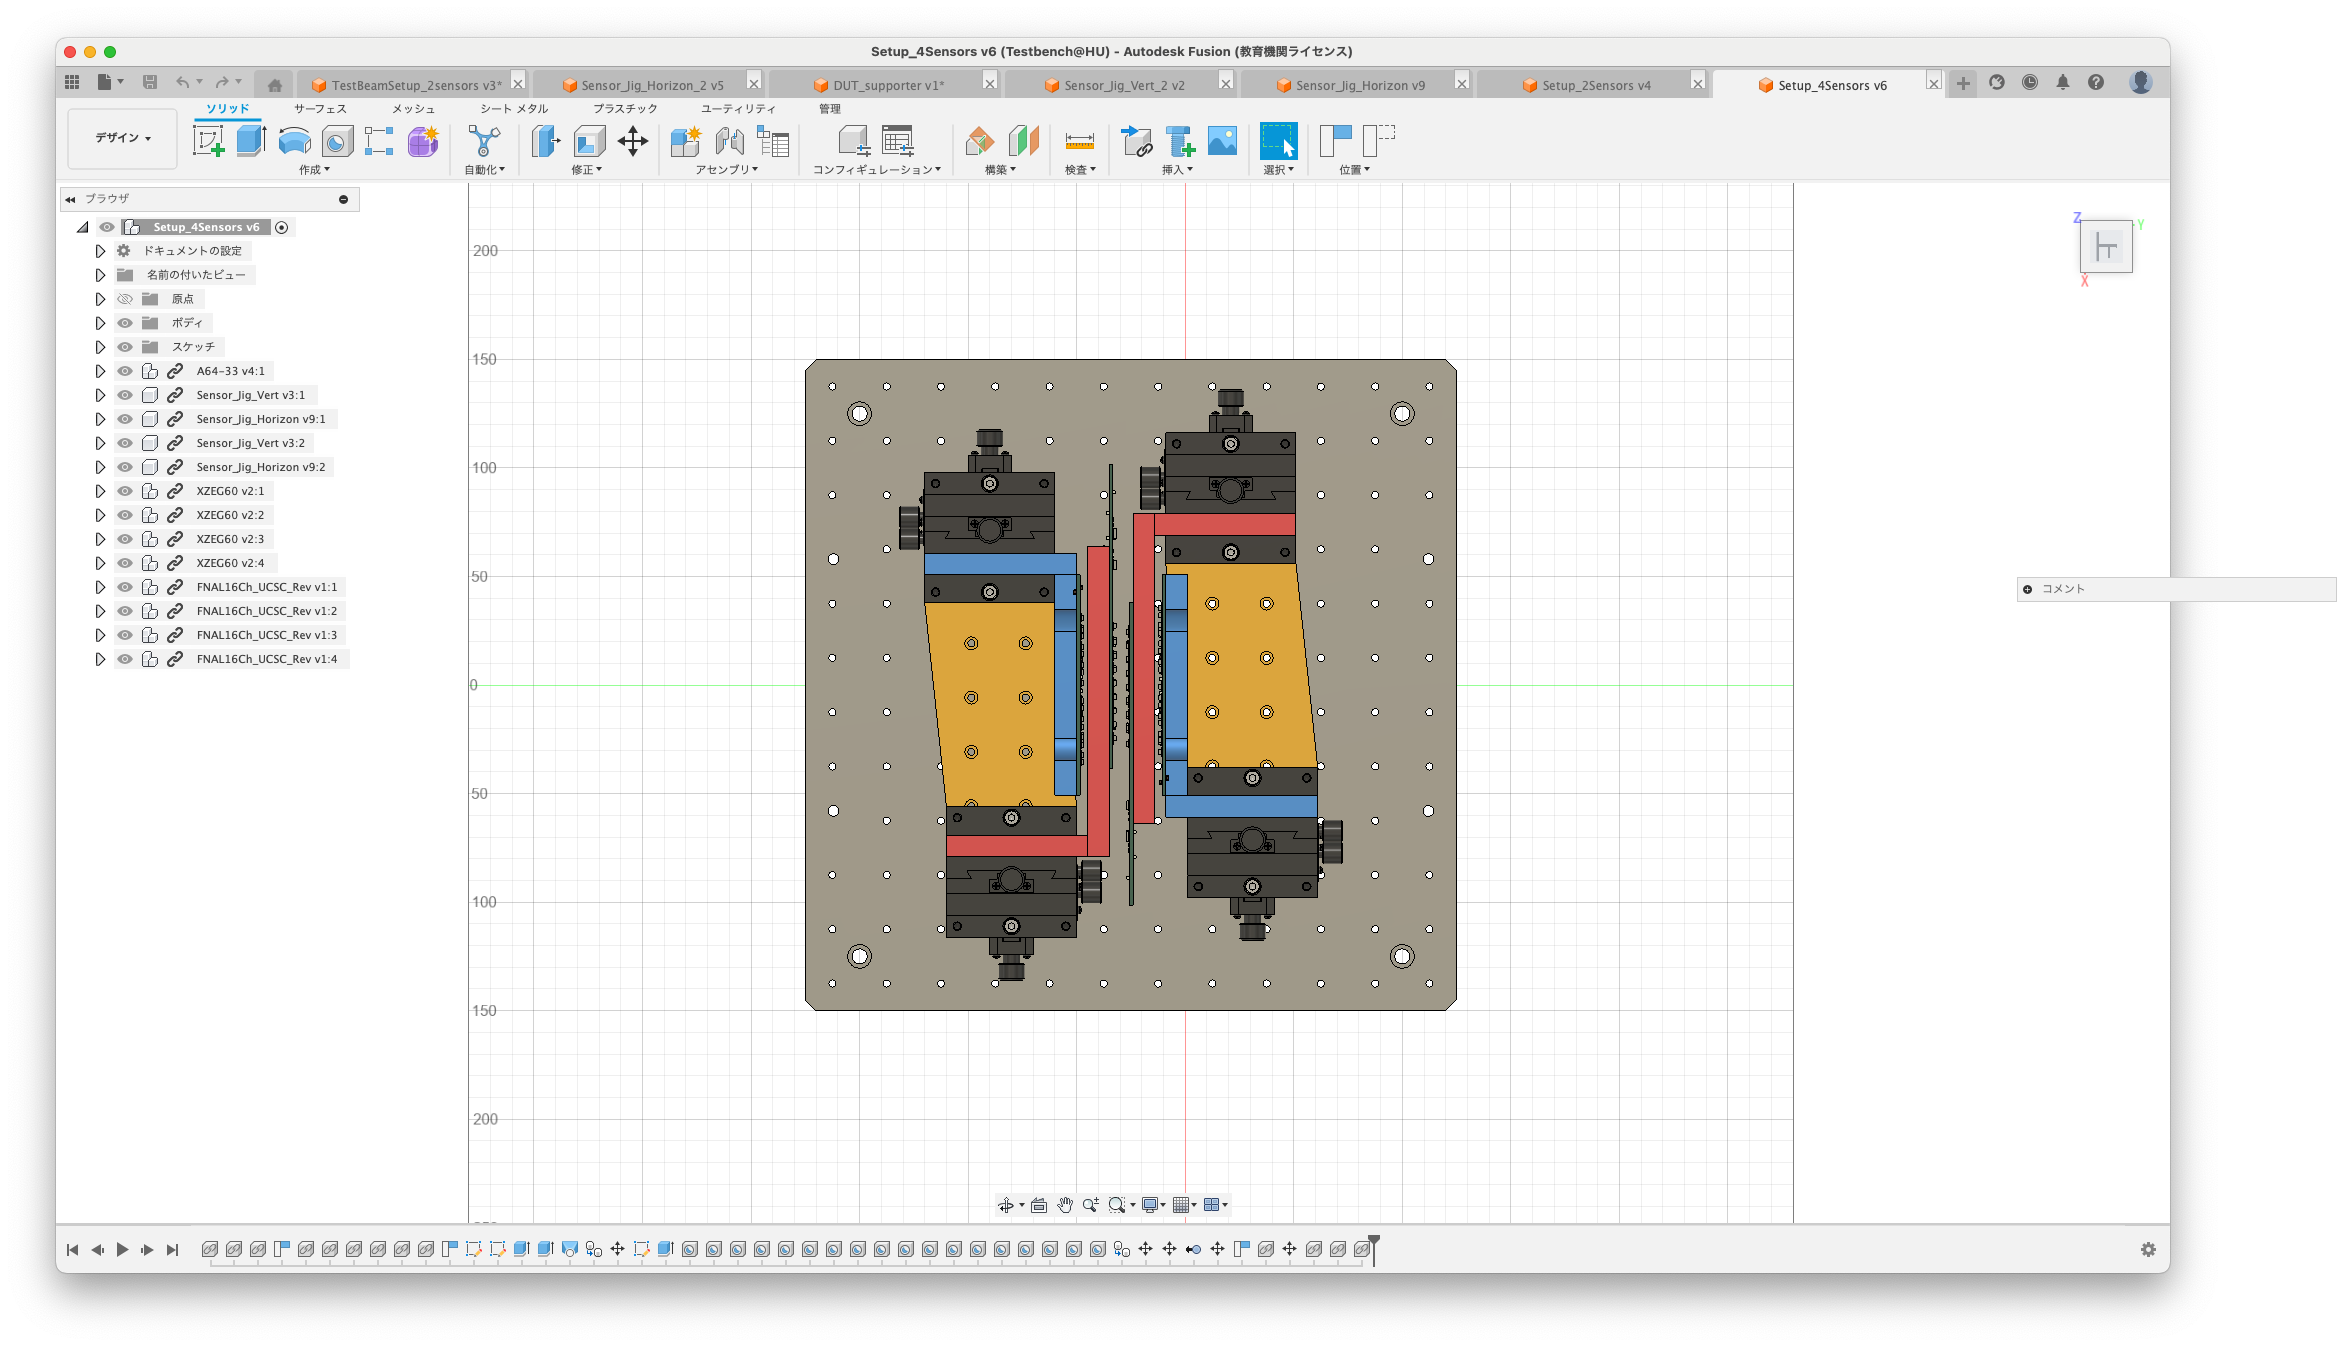 Setup_4Sensors v6 (Testbench@HU) - Autodesk Fusion (教育機関ライセンス)
TestBeamSetup_2sensors v3*
Sensor_Jig_Horizon_2 v5
DUT_supporter v1*
Sensor_Jig_Vert_2 v2
Sensor_Jig_Horizon v9
Setup_2Sensors v4
Setup_4Sensors v6
デザイン
ソリッド
サーフェス
メッシュ
シート メタル
プラスチック
ユーティリティ
管理
作成
自動化
修正
アセンブリ
コンフィギュレーション
構築
検査
挿入
選択
位置
ブラウザ
Setup_4Sensors v6
ドキュメントの設定
名前の付いたビュー
原点
ボディ
スケッチ
A64-33 v4:1
Sensor_Jig_Vert v3:1
Sensor_Jig_Horizon v9:1
Sensor_Jig_Vert v3:2
Sensor_Jig_Horizon v9:2
XZEG60 v2:1
XZEG60 v2:2
XZEG60 v2:3
XZEG60 v2:4
FNAL16Ch_UCSC_Rev v1:1
FNAL16Ch_UCSC_Rev v1:2
FNAL16Ch_UCSC_Rev v1:3
FNAL16Ch_UCSC_Rev v1:4
200
150
100
50
0
50
100
150
200
Z
Y
上
X
コメント